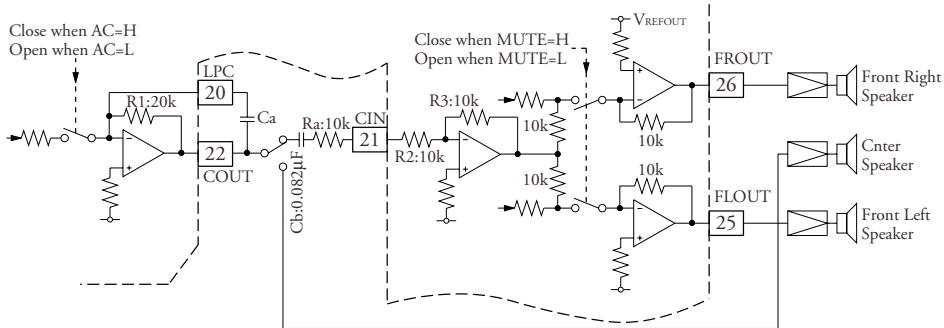 Close when AC=H
Open when AC=L
LPC
20
R1:20k
Ca
22
COUT
Cb:0.082μF
Ra:10k
CIN
21
R2:10k
R3:10k
Close when MUTE=H
Open when MUTE=L
10k
10k
VREFOUT
10k
10k
FROUT
26
Front Right
Speaker
Cnter
Speaker
FLOUT
25
Front Left
Speaker